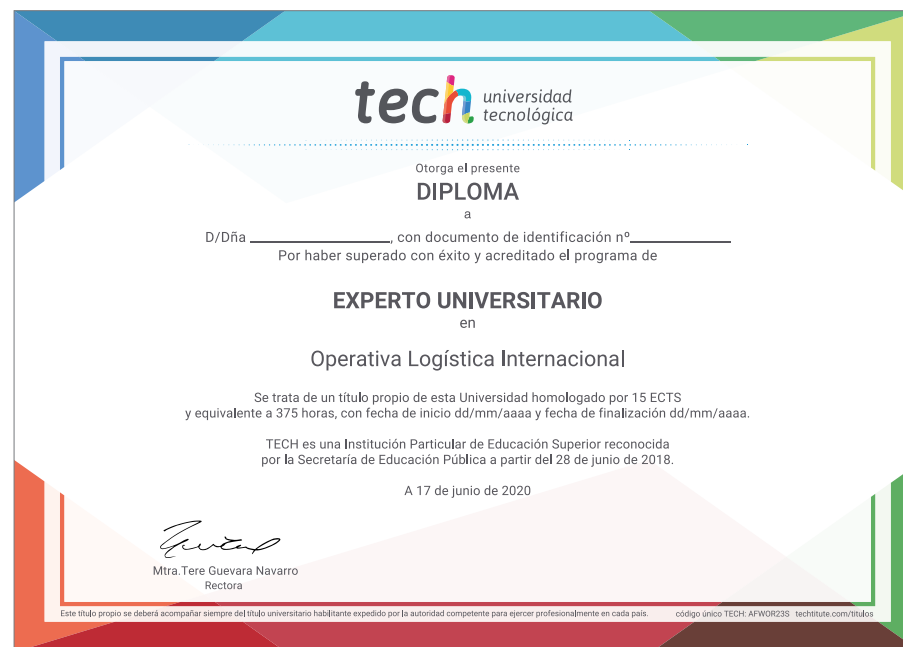 tech universidad
tecnológica
Otorga el presente
DIPLOMA
a
D/Dña ____________________, con documento de identificación nº______________
Por haber superado con éxito y acreditado el programa de
EXPERTO UNIVERSITARIO
en
Operativa Logística Internacional
Se trata de un título propio de esta Universidad homologado por 15 ECTS
y equivalente a 375 horas, con fecha de inicio dd/mm/aaaa y fecha de finalización dd/mm/aaaa.
TECH es una Institución Particular de Educación Superior reconocida
por la Secretaría de Educación Pública a partir del 28 de junio de 2018.
A 17 de junio de 2020
Mtra.Tere Guevara Navarro
Rectora
Este título propio se deberá acompañar siempre del título universitario habilitante expedido por la autoridad competente para ejercer profesionalmente en cada país. código único TECH: AFWOR23S techtitute.com/titulos